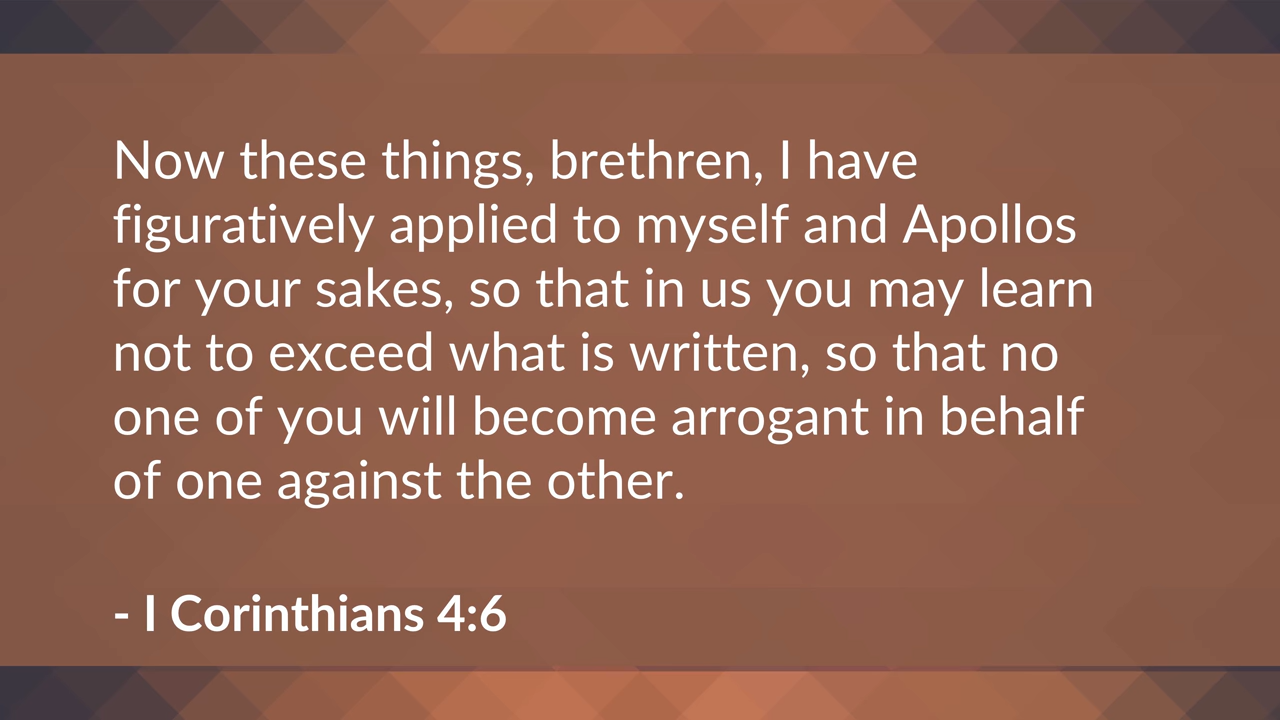 Now these things, brethren, I have
figuratively applied to myself and Apollos
for your sakes, so that in us you may learn
not to exceed what is written, so that no
one of you will become arrogant in behalf
of one against the other.
- I Corinthians 4:6